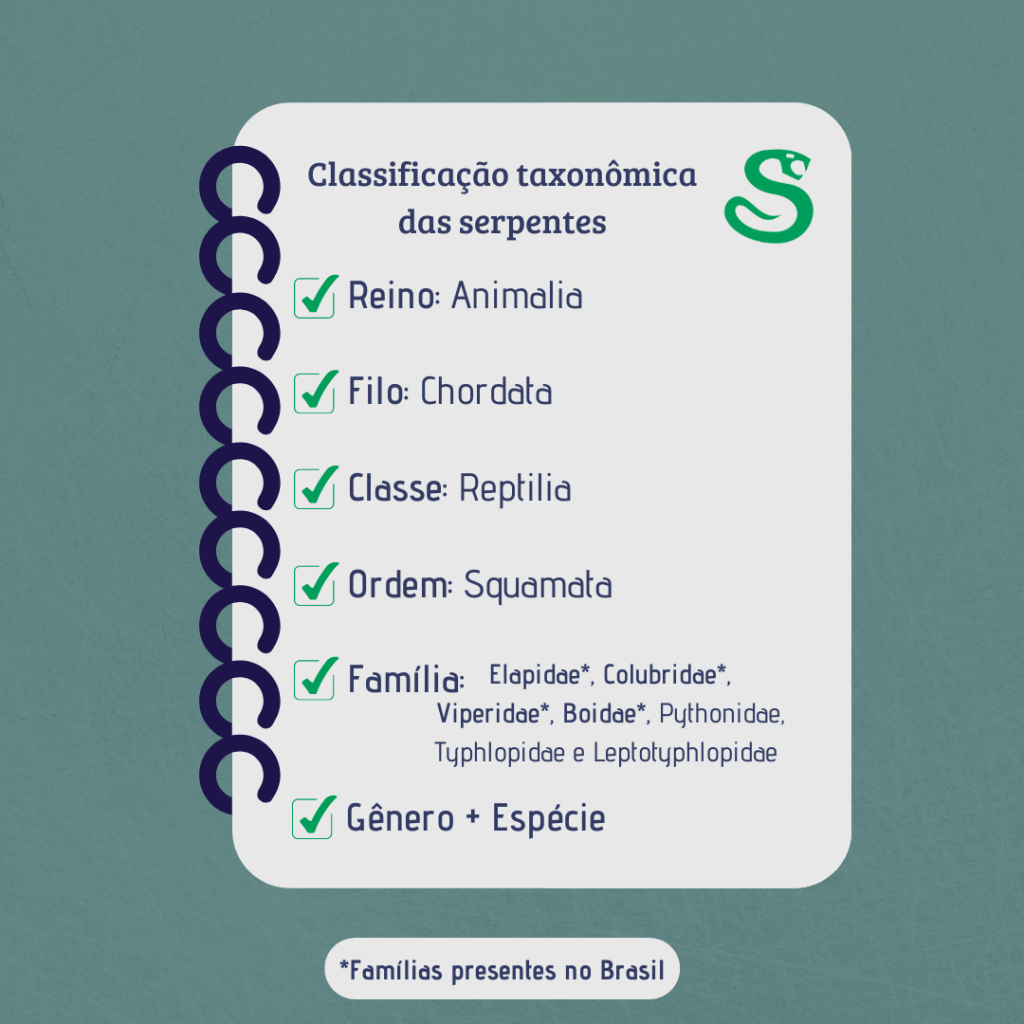 Classificação taxonômica
das serpentes
Reino: Animalia
Filo: Chordata
Classe: Reptilia
Ordem: Squamata
Família: Elapidae*, Colubridae*,
Viperidae*, Boidae*, Pythonidae,
Typhlopidae e Leptotyphlopidae
Gênero + Espécie
*Famílias presentes no Brasil